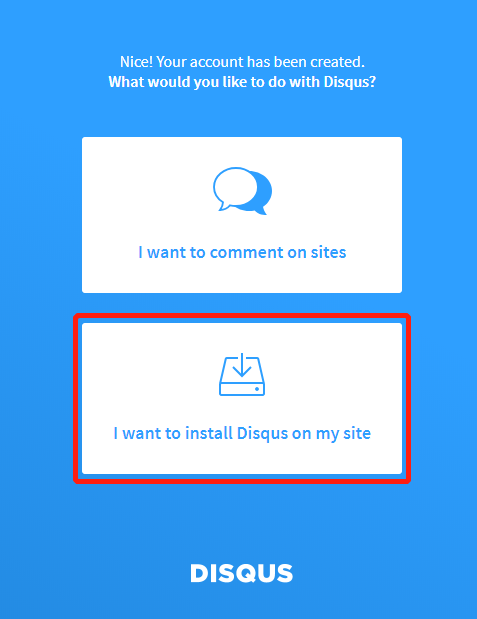 Nice! Your account has been created.
What would you like to do with Disqus?
I want to comment on sites
I want to install Disqus on my site
DISQUS